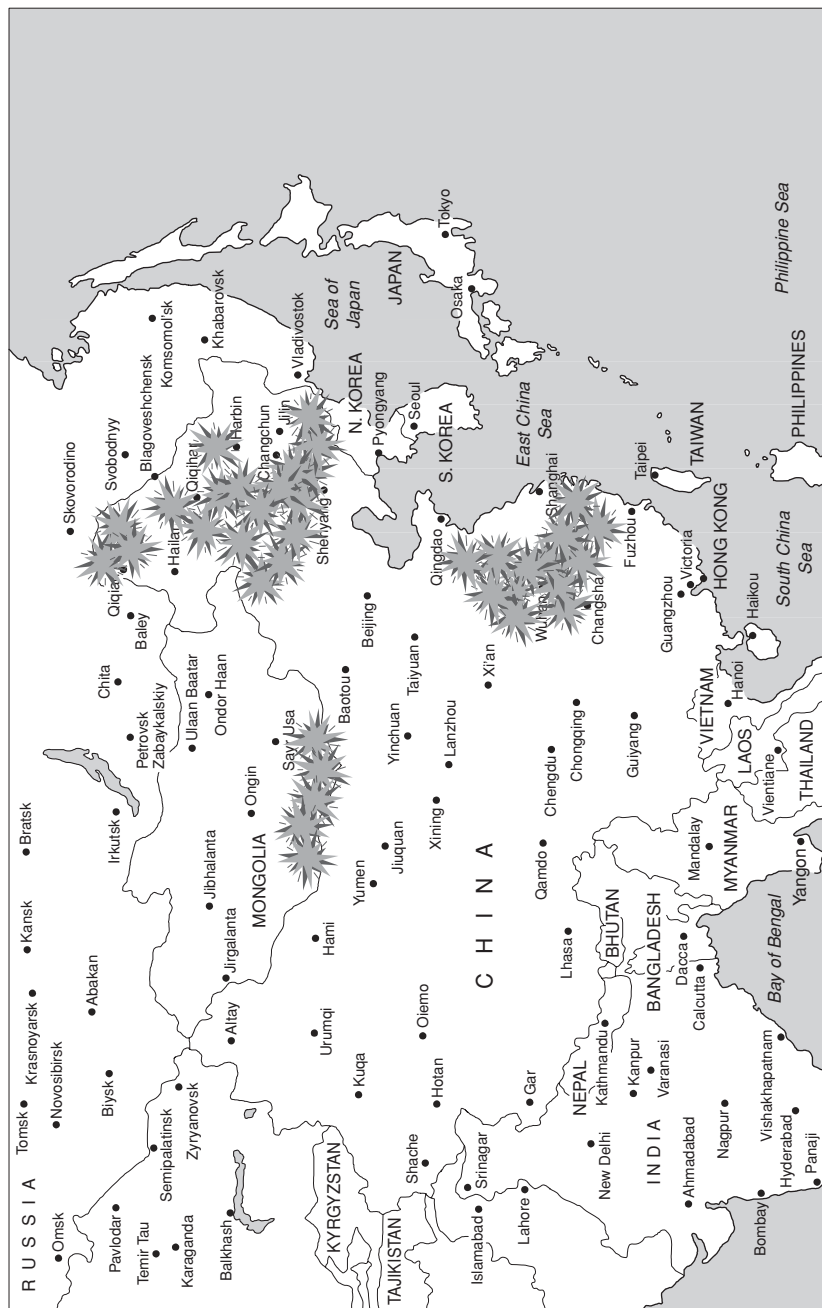 RUSSIA
Omsk
Tomsk
Krasnoyarsk
Novosibirsk
Kansk
Bratsk
Abakan
Biysk
Pavlodar
Semipalatinsk
Zyryanovsk
Temir Tau
Karaganda
Balkhash
Irkutsk
Petrovsk
Zabaykalskiy
Chita
Baley
Skovorodino
Svobodnyy
Blagoveshchensk
Komsomol'sk
Khabarovsk
Vladivostok
Qiqian
Hailar
Qiqihar
Harbin
Changchun
Jilin
Shenyang
Ulaan Baatar
Ondor Haan
Sayr Usa
Ongin
MONGOLIA
Jibhalanta
Jirgalanta
Altay
Urumqi
Hami
Yumen
Jiuquan
Baotou
Beijing
Taiyuan
Yinchuan
Lanzhou
Xining
Xi'an
KYRGYZSTAN
TAJIKISTAN
Kuqa
Shache
Hotan
Oiemo
CHINA
Sea of
Japan
JAPAN
Tokyo
Osaka
N. KOREA
Pyongyang
Seoul
S. KOREA
East China
Sea
Qingdao
Shanghai
Wuhan
Changsha
Fuzhou
Taipei
TAIWAN
Islamabad
Srinagar
Lahore
Gar
Lhasa
Qamdo
Chengdu
Chongqing
Guiyang
Guangzhou
Victoria
HONG KONG
NEPAL
Kathmandu
BHUTAN
New Delhi
Kanpur
Varanasi
INDIA
BANGLADESH
Dacca
Calcutta
Ahmadabad
Nagpur
Bombay
Hyderabad
Vishakhapatnam
Panaji
Bay of Bengal
Mandalay
MYANMAR
Yangon
LAOS
Vientiane
THAILAND
VIETNAM
Hanoi
Haikou
South China
Sea
PHILIPPINES
Philippine Sea